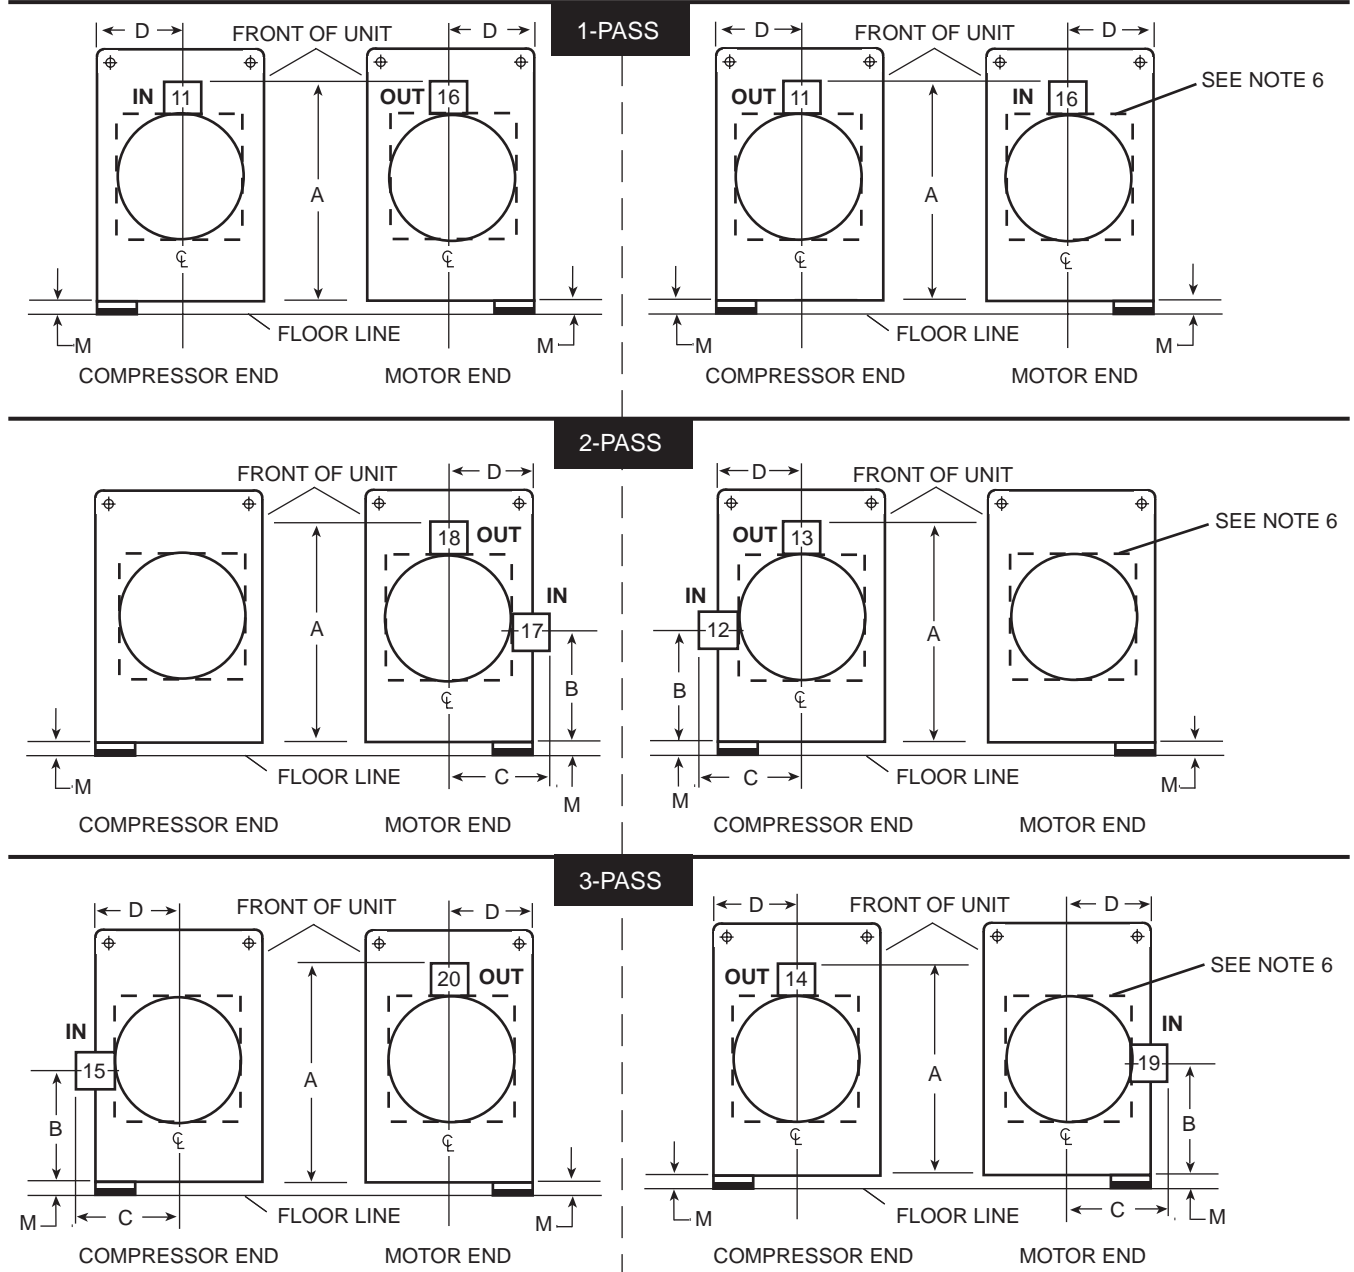 1-PASS
D FRONT OF UNIT D D FRONT OF UNIT D
SEE NOTE 6
IN 11 OUT 16 OUT 11 IN 16
A A
℄ ℄ ℄ ℄
FLOOR LINE FLOOR LINE
M M M M
COMPRESSOR END MOTOR END COMPRESSOR END MOTOR END
2-PASS
FRONT OF UNIT D D FRONT OF UNIT
SEE NOTE 6
18 OUT OUT 13
IN IN
A 17 12 A
B B
℄ ℄
FLOOR LINE C C FLOOR LINE
M M M M
COMPRESSOR END MOTOR END COMPRESSOR END MOTOR END
3-PASS
D FRONT OF UNIT D D FRONT OF UNIT D
SEE NOTE 6
20 OUT OUT 14
IN IN
15 A A 19
B B
℄ ℄ ℄ ℄
M C FLOOR LINE M M FLOOR LINE C M
COMPRESSOR END MOTOR END COMPRESSOR END MOTOR END